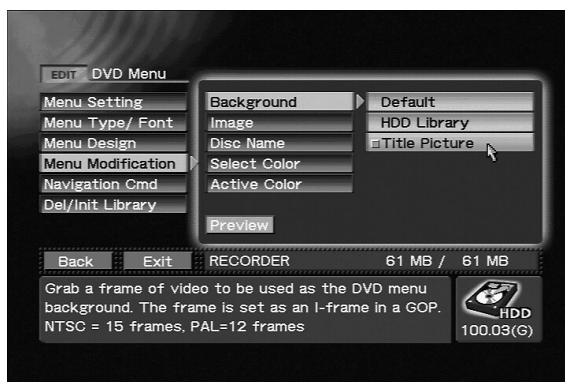 EDIT DVD Menu
Menu Setting
Menu Type/ Font
Menu Design
Menu Modification
Navigation Cmd
Del/Init Library
Background
Image
Disc Name
Select Color
Active Color
Preview
Default
HDD Library
Title Picture
Back Exit RECORDER 61 MB / 61 MB
Grab a frame of video to be used as the DVD menu
background. The frame is set as an I-frame in a GOP.
NTSC = 15 frames, PAL=12 frames
HDD
100.03(G)